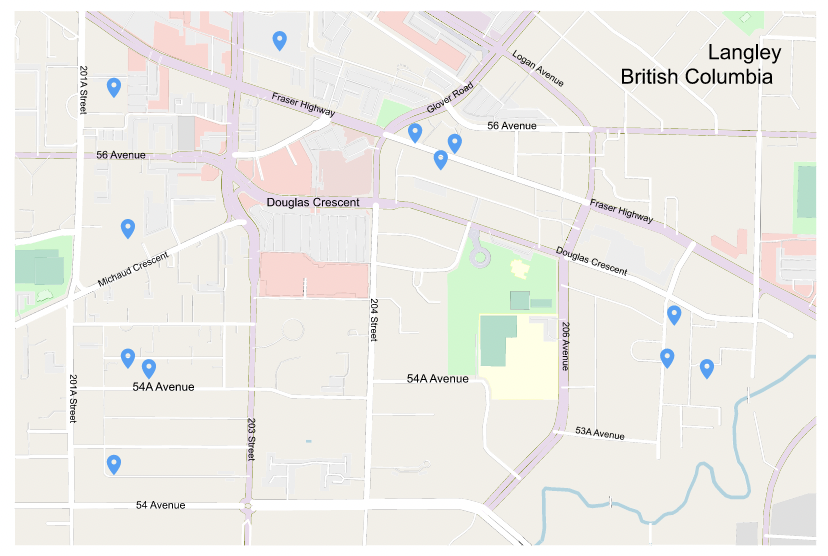 Langley
British Columbia
Logan Avenue
201A Street
Fraser Highway
Glover Road
56 Avenue
56 Avenue
Douglas Crescent
Fraser Highway
Michaud Crescent
Douglas Crescent
204 Street
206 Avenue
54A Avenue
54A Avenue
201A Street
203 Street
53A Avenue
54 Avenue